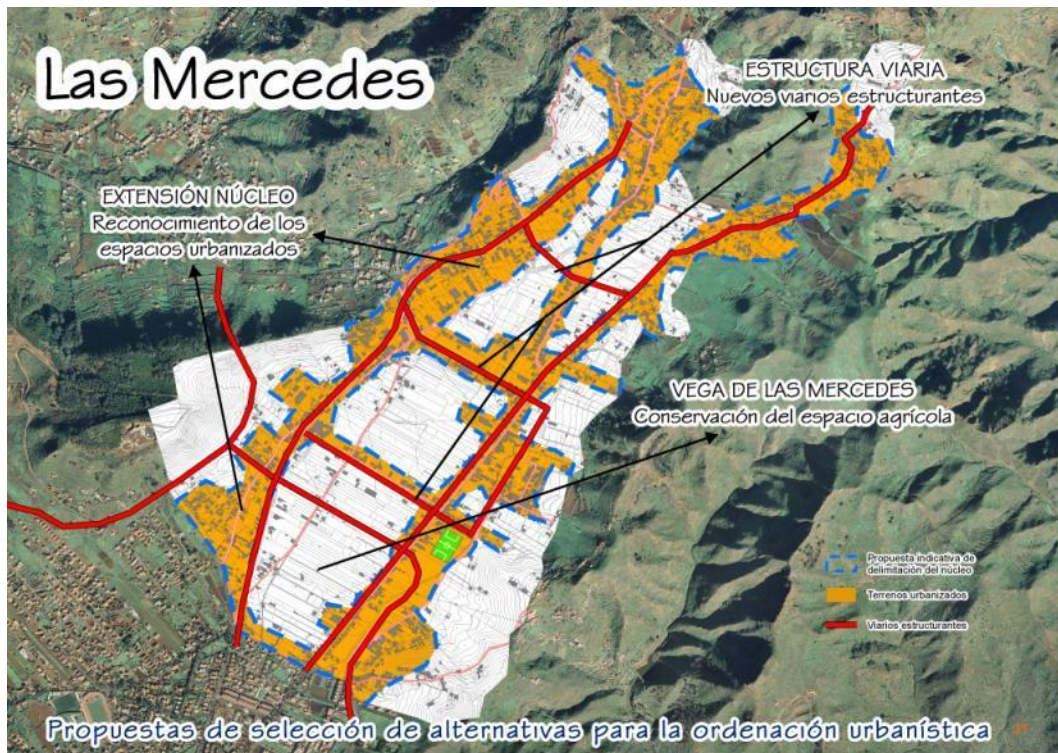 Las Mercedes
ESTRUCTURA VIARIA
Nuevos viarios estructurantes
EXTENSIÓN NÚCLEO
Reconocimiento de los
espacios urbanizados
VEGA DE LAS MERCEDES
Conservación del espacio agrícola
Propuesta indicativa de
delimitación del núcleo
Terrenos urbanizados
Viarios estructurantes
Propuestas de selección de alternativas para la ordenación urbanística